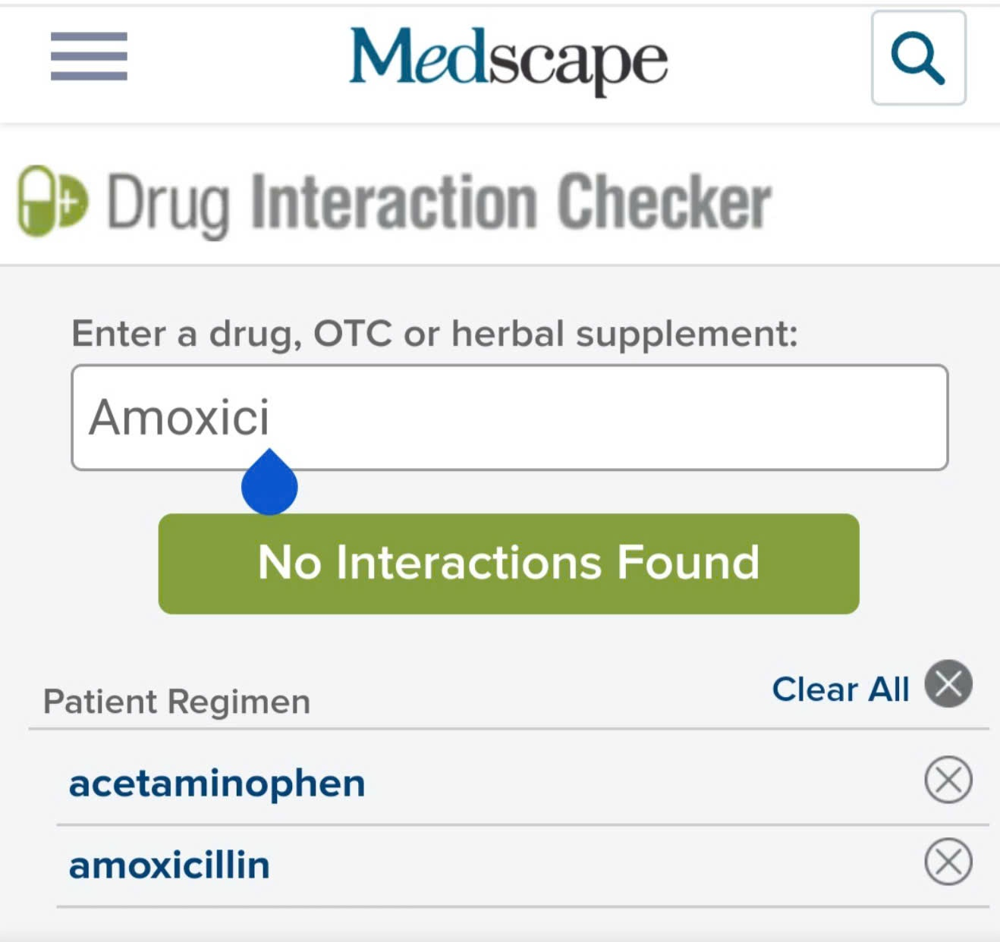 Medscape
Drug Interaction Checker
Enter a drug, OTC or herbal supplement:
Amoxici
No Interactions Found
Clear All
Patient Regimen
acetaminophen
amoxicillin